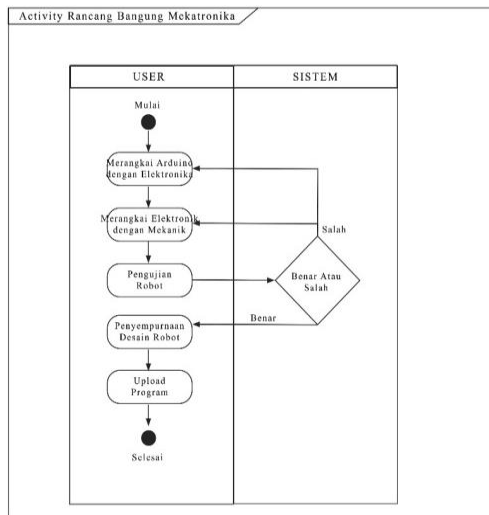 Activity Rancang Bangung Mekatronika
USER
SISTEM
Mulai
Merangkai Arduino
dengan Elektronika
Merangkai Elektronik
dengan Mekanik
Salah
Pengujian
Robot
Benar Atau
Salah
Benar
Penyempurnaan
Desain Robot
Upload
Program
Selesai